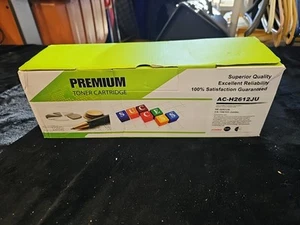 PREMIUM
TONER CARTRIDGE
Superior Quality
Excellent Reliability
100% Satisfaction Guaranteed
AC-H2612JU